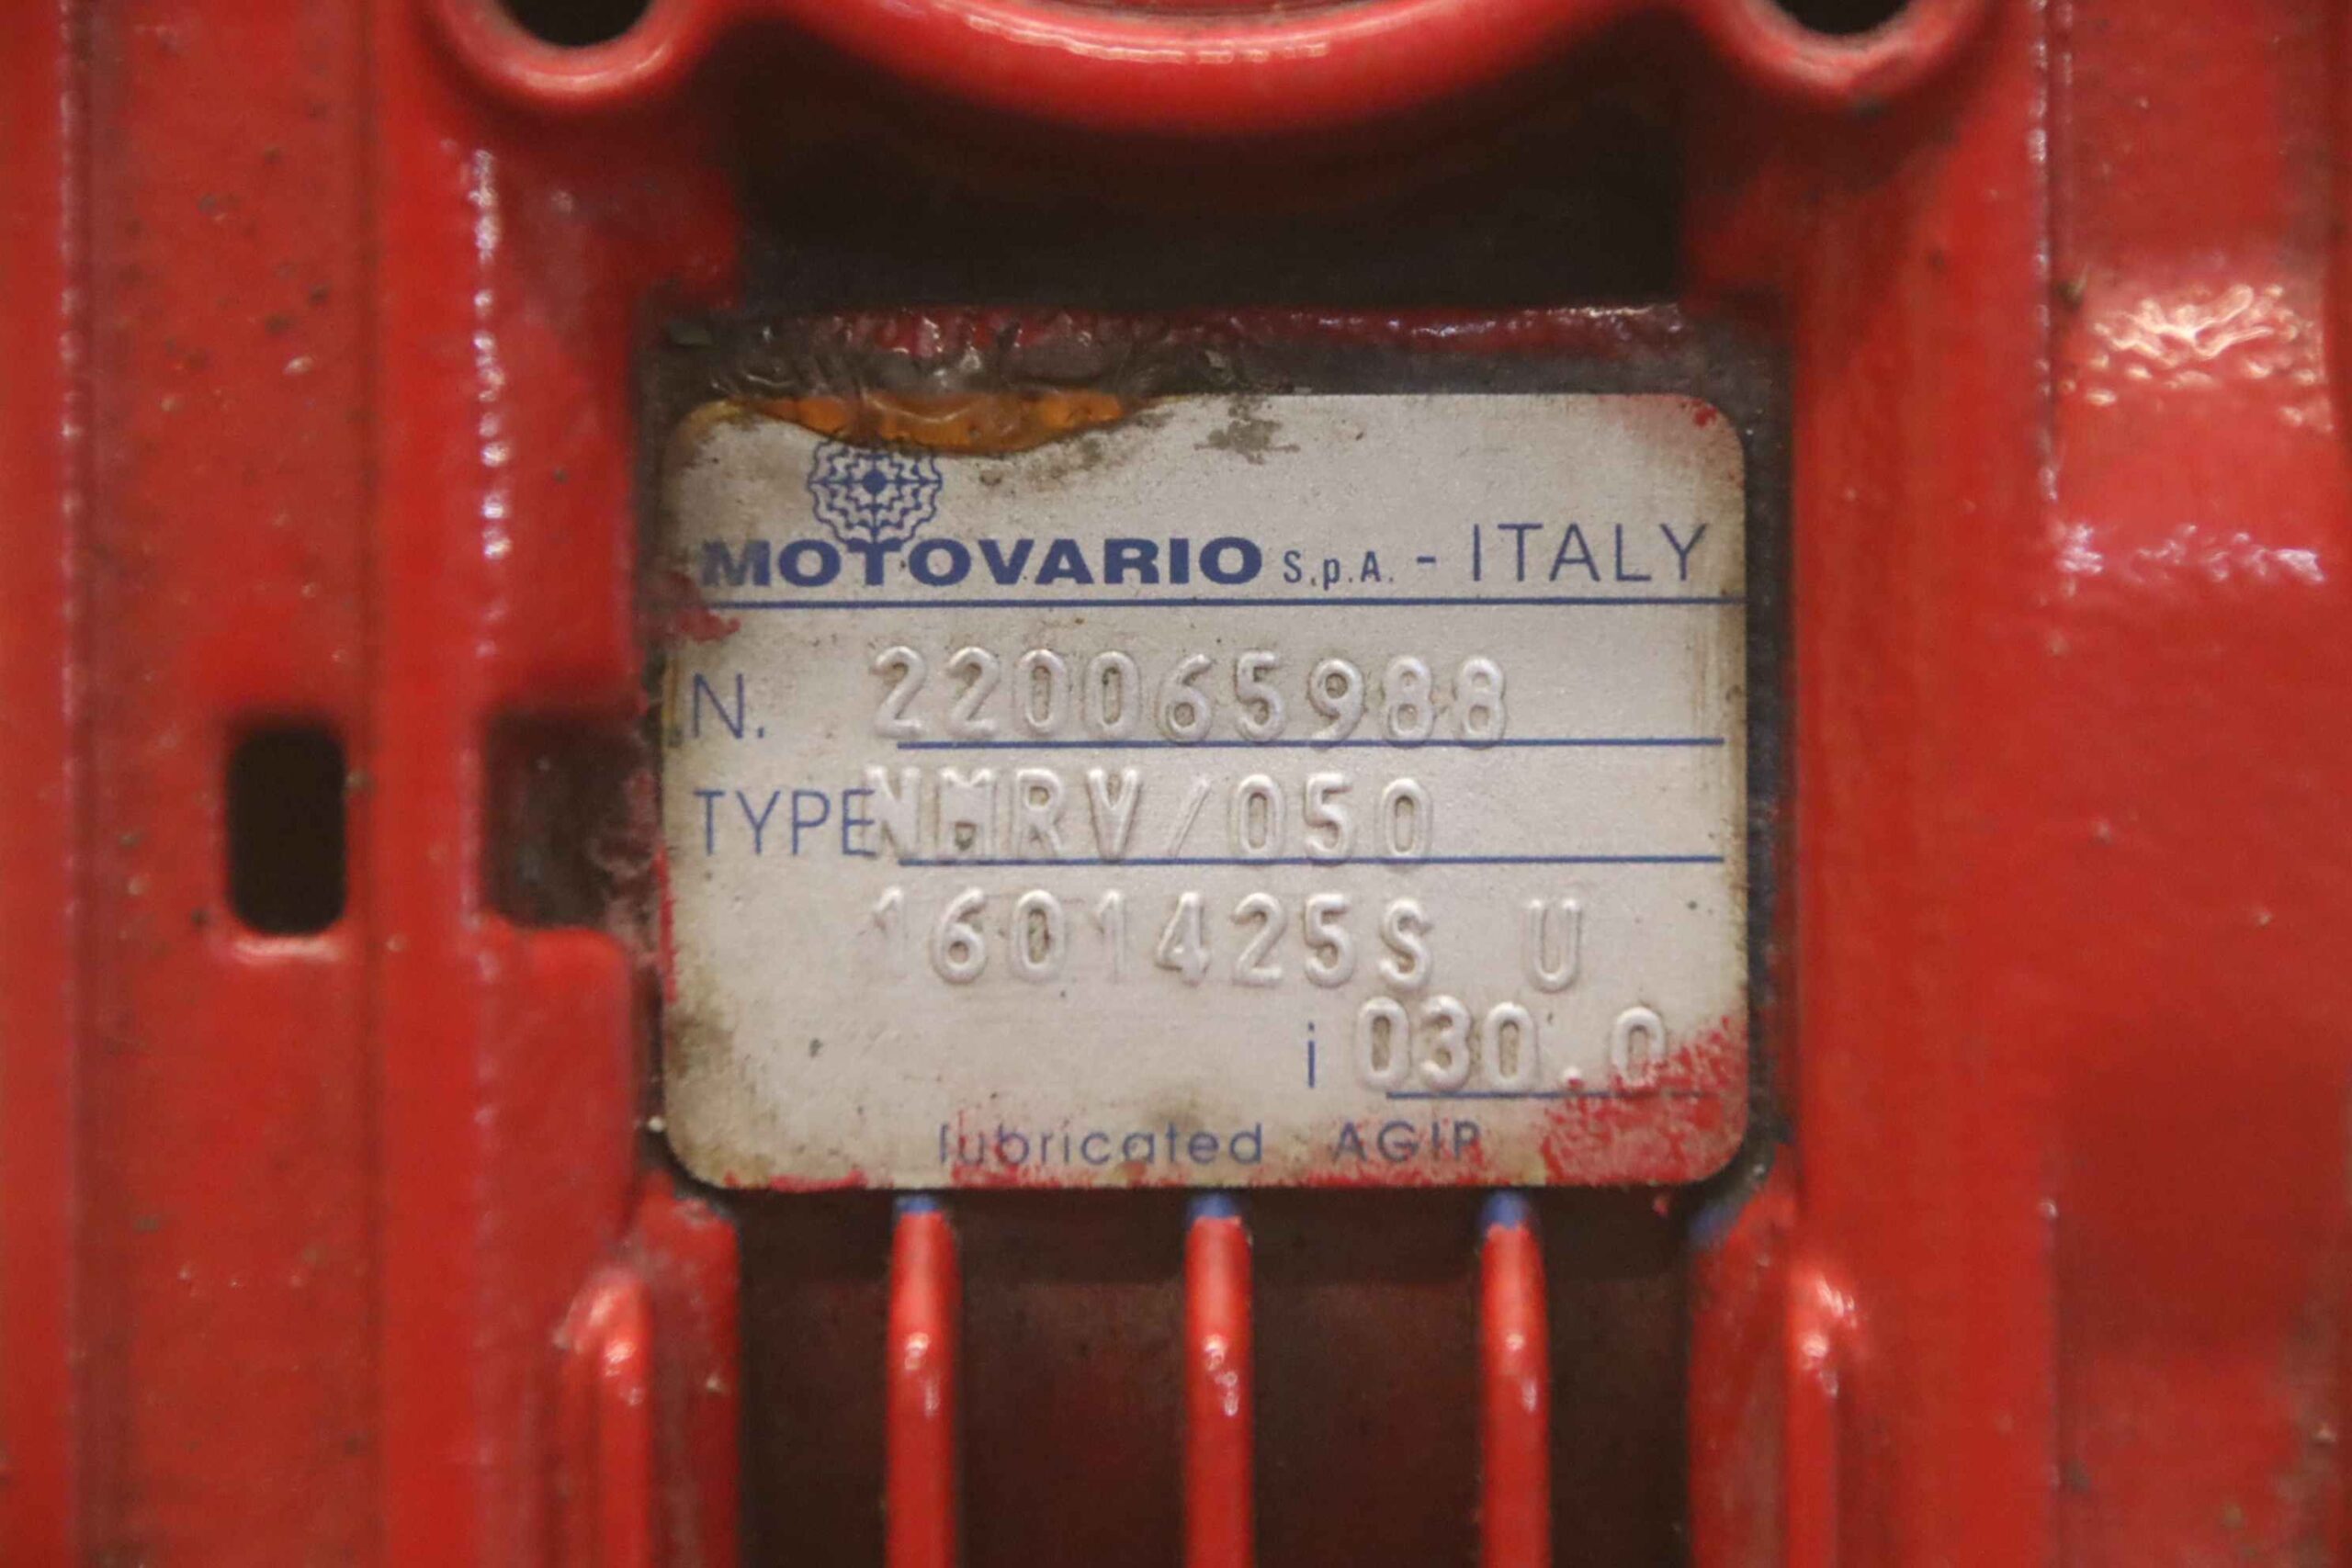 MOTOVARIO S.p.A. - ITALY
N. 220065988
TYPE NMRV/050
1601425S U
i 030.0
lubricated AGIP